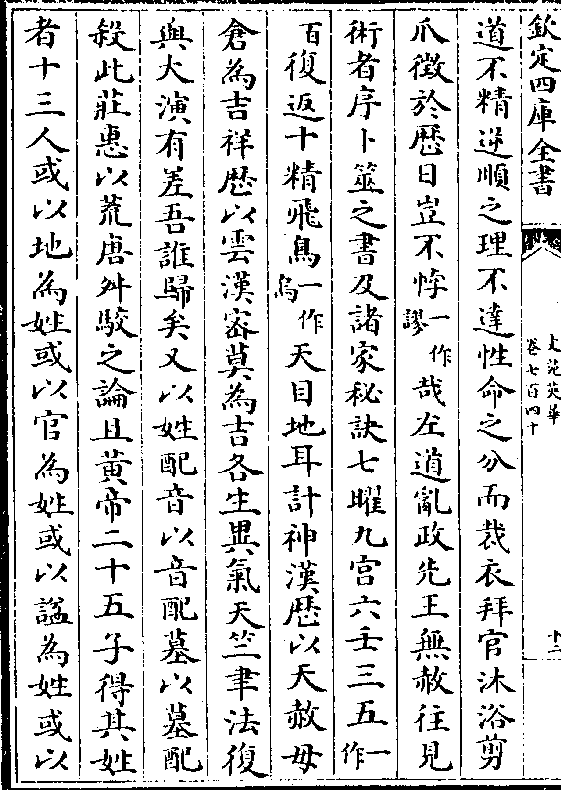 欽定四庫全書
文苑英華
卷七百四十
十二
道不精逆順之理不達性命之分而裁衣拜官沐浴剪
爪徵於歴日豈不悖一作謬哉左道亂政先王無赦往見
術者序卜筮之書及諸家秘訣七曜九宫六壬三五一作
百復返十精飛鳥一作烏天目地耳計神漢歴以天赦母
倉為吉祥歴以雲漢宻莫為吉各生異氣天竺聿法復
與大演有差吾誰歸矣又以姓配音以音配墓以墓配
殺此莊惠以荒唐舛駮之論且黄帝二十五子得其姓
者十三人或以地為姓或以官為姓或以謚為姓或以